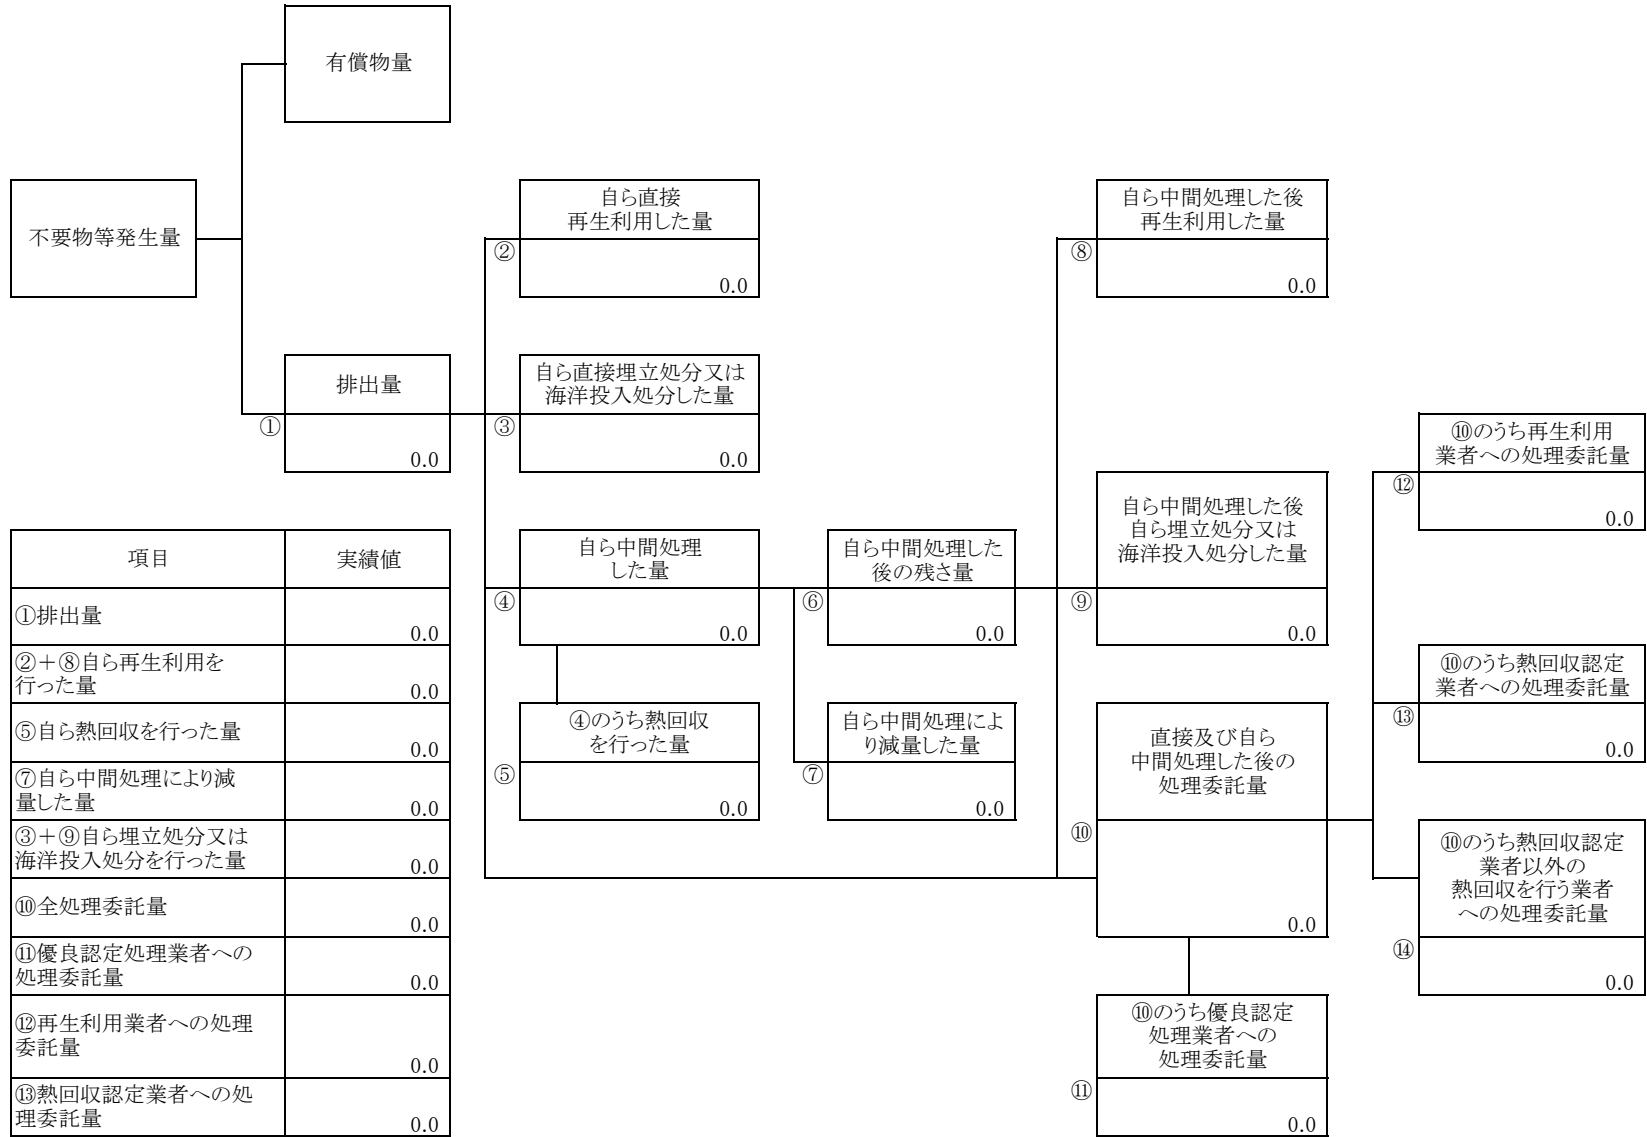 有償物量
不要物等発生量
排出量
①
0.0
自ら直接
再生利用した量
②
0.0
自ら直接埋立処分又は
海洋投入処分した量
③
0.0
自ら中間処理
した量
④
0.0
④のうち熱回収
を行った量
⑤
0.0
自ら中間処理した
後の残さ量
⑥
0.0
自ら中間処理によ
り減量した量
⑦
0.0
自ら中間処理した後
再生利用した量
⑧
0.0
自ら中間処理した後
自ら埋立処分又は
海洋投入処分した量
⑨
0.0
直接及び自ら
中間処理した後の
処理委託量
⑩
0.0
⑩のうち優良認定
処理業者への
処理委託量
⑪
0.0
⑩のうち再生利用
業者への処理委託量
⑫
0.0
⑩のうち熱回収認定
業者への処理委託量
⑬
0.0
⑩のうち熱回収認定
業者以外の
熱回収を行う業者
への処理委託量
⑭
0.0
項目 実績値
①排出量
0.0
②+⑧自ら再生利用を
行った量
0.0
⑤自ら熱回収を行った量
0.0
⑦自ら中間処理により減
量した量
0.0
③+⑨自ら埋立処分又は
海洋投入処分を行った量
0.0
⑩全処理委託量
0.0
⑪優良認定処理業者への
処理委託量
0.0
⑫再生利用業者への処理
委託量
0.0
⑬熱回収認定業者への処
理委託量
0.0